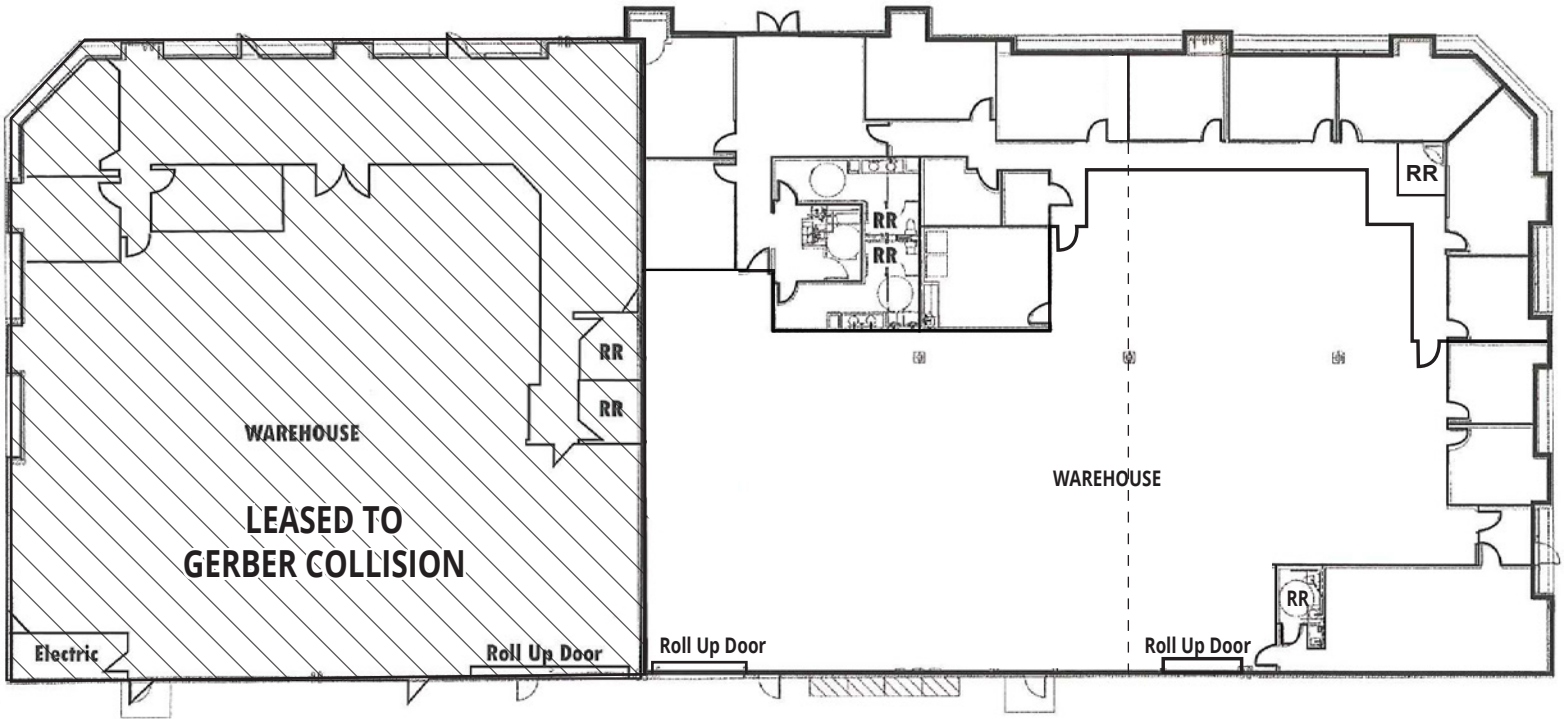 RR
RR
RR
RR
RR
WAREHOUSE
WAREHOUSE
LEASED TO
GERBER COLLISION
RR
Electric
Roll Up Door
Roll Up Door
Roll Up Door